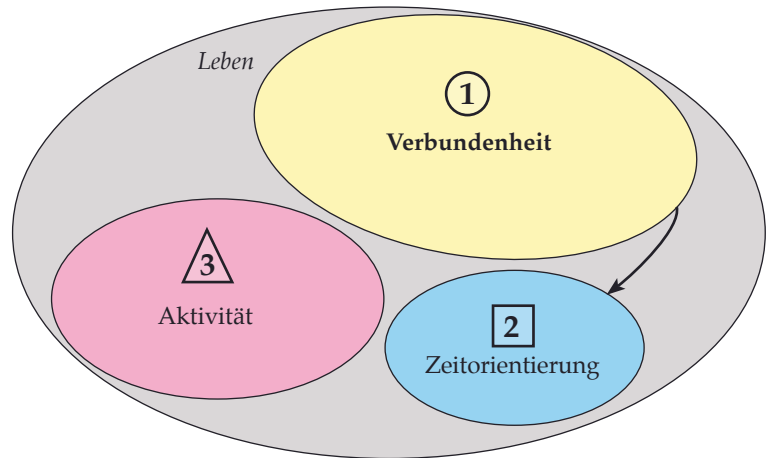 Leben
1
Verbundenheit
3
Aktivität
2
Zeitorientierung